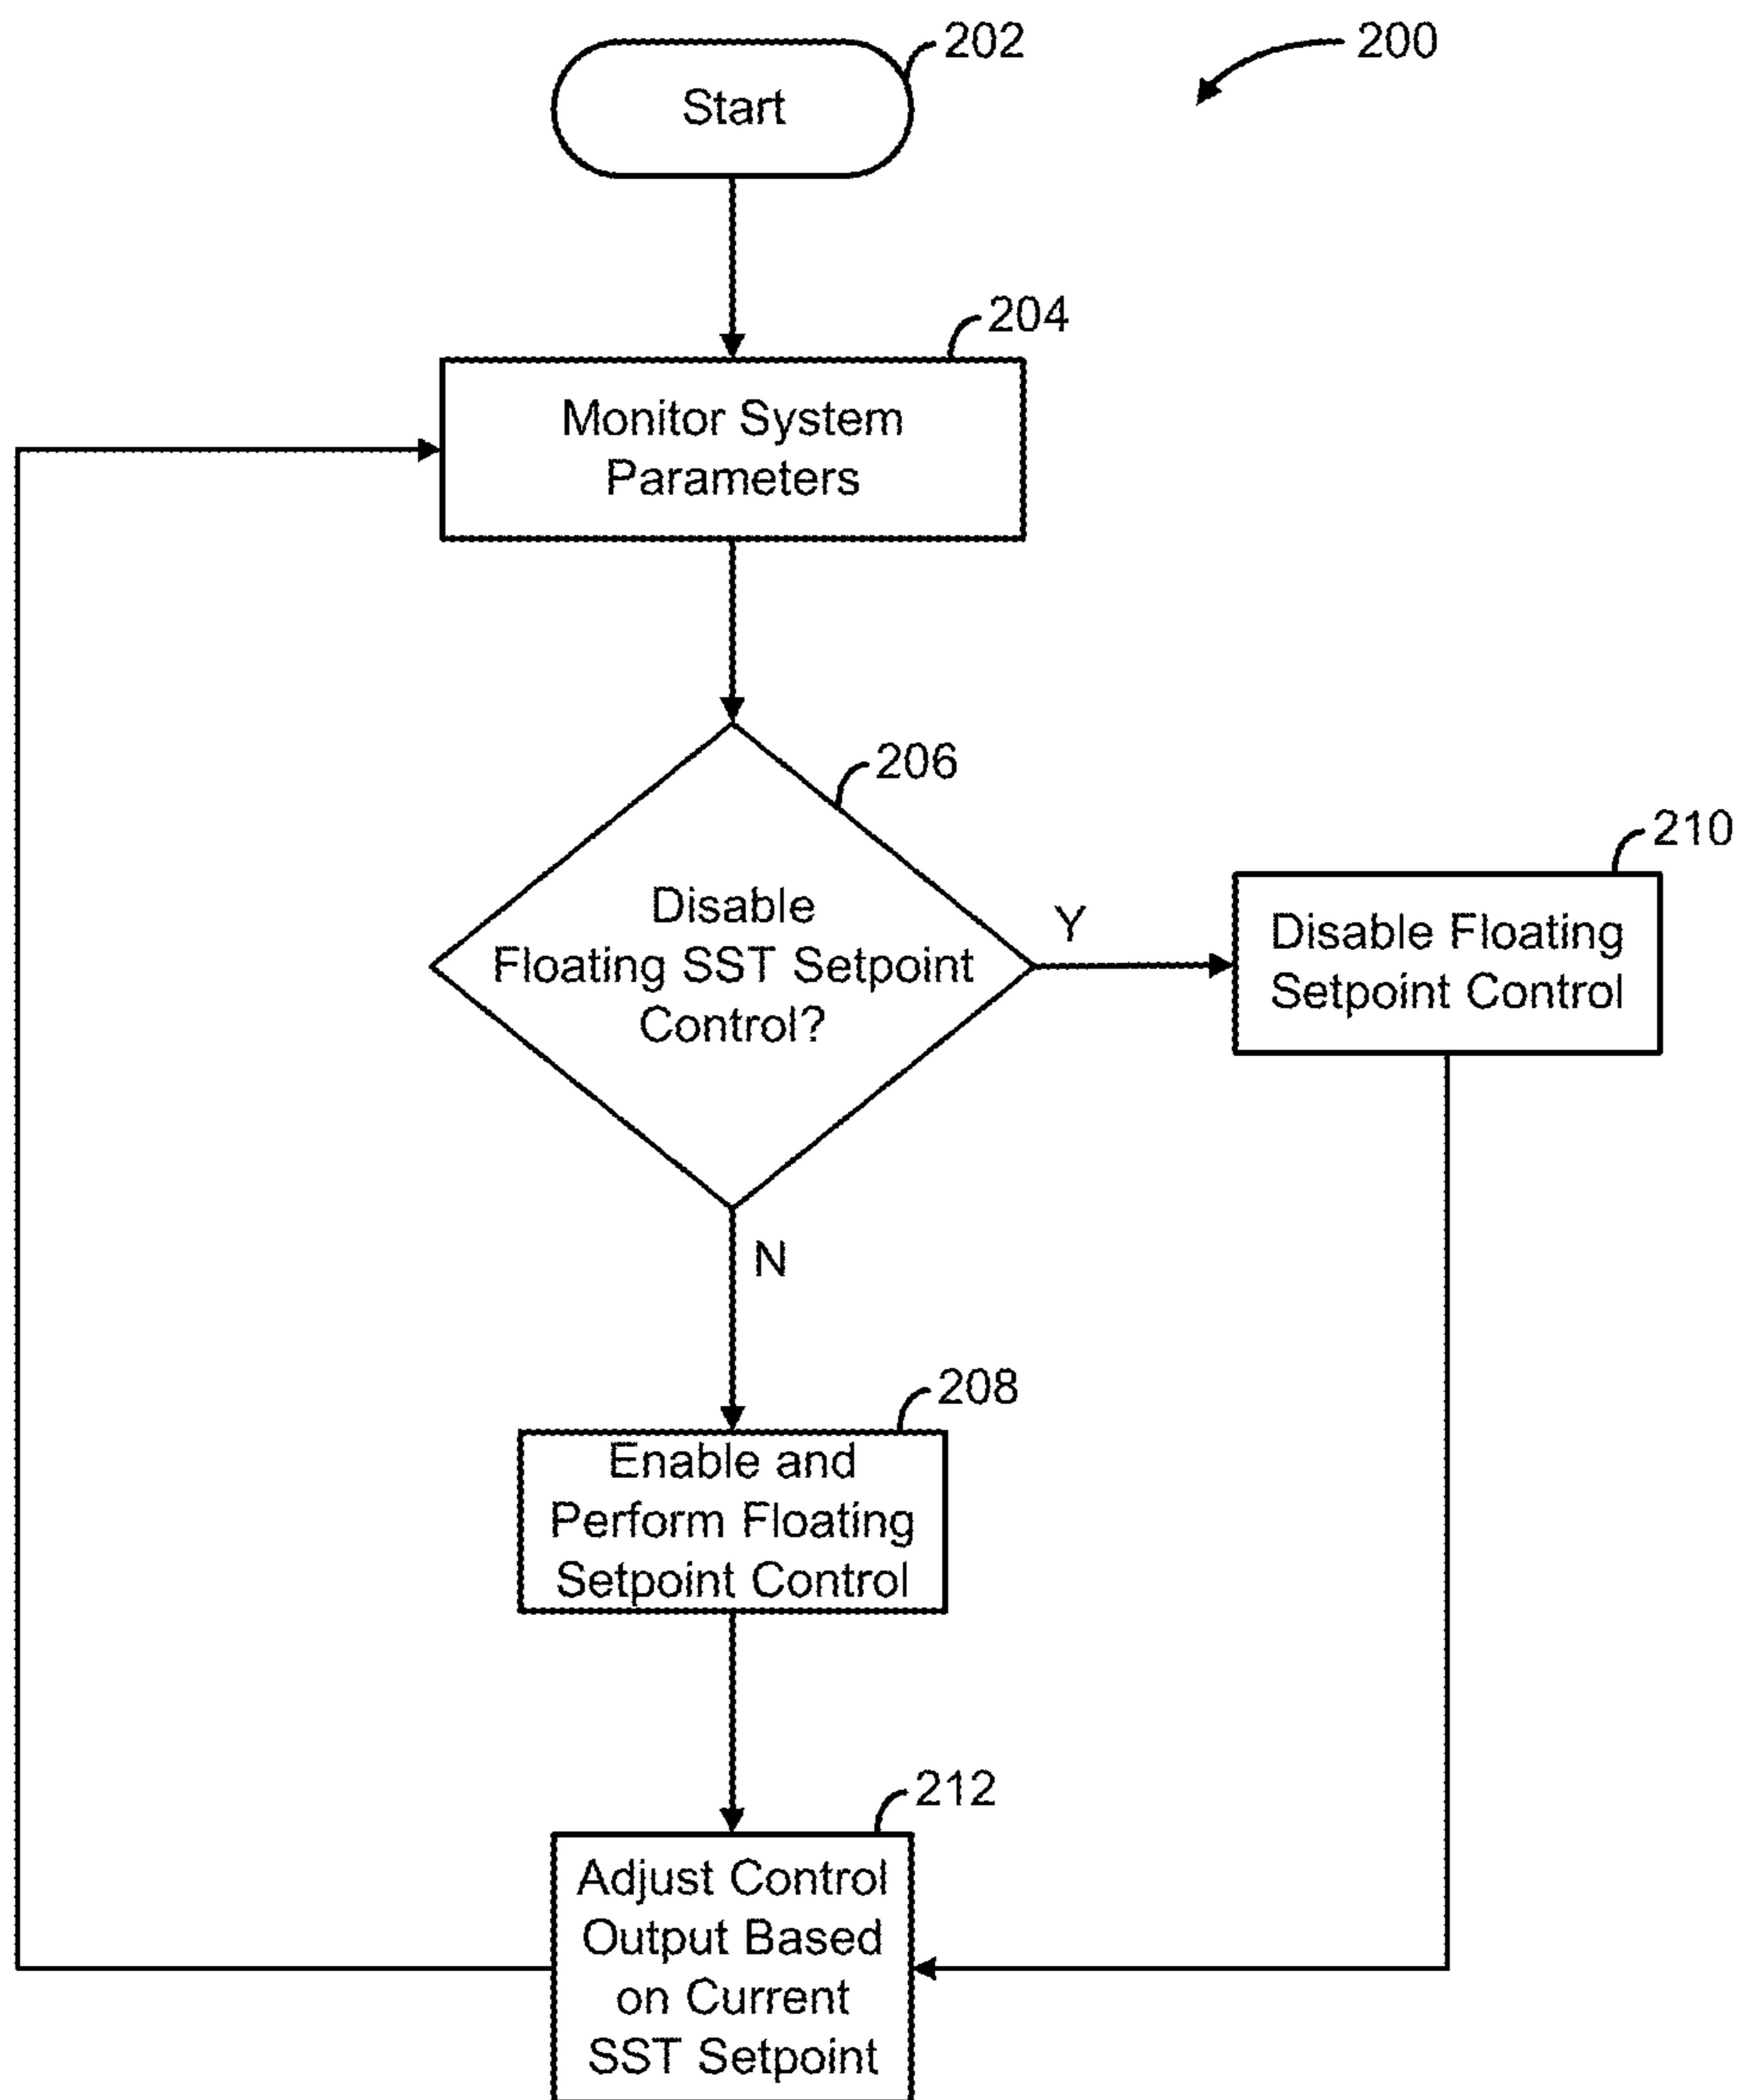 202
200
Start
204
Monitor System
Parameters
206
Disable
Floating SST Setpoint
Control?
Y
210
Disable Floating
Setpoint Control
N
208
Enable and
Perform Floating
Setpoint Control
212
Adjust Control
Output Based
on Current
SST Setpoint